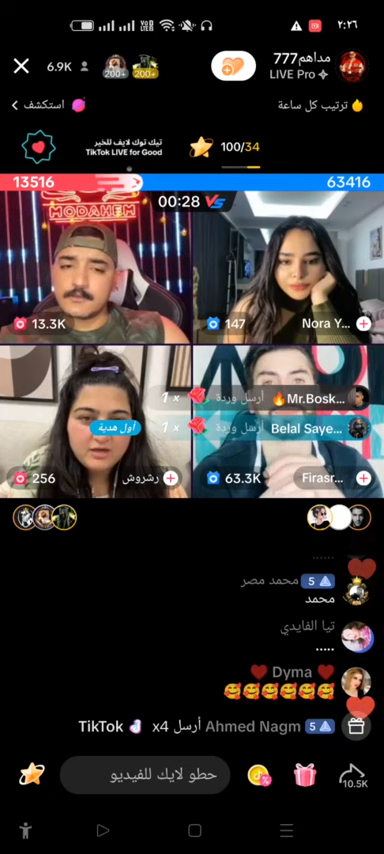 ٢:٢٦
6.9K
200+
200+
مداهم777
LIVE Pro
ترتيب كل ساعة
استكشف
تيك توك لايف للخير
TikTok LIVE for Good
100/34
13516
63416
00:28 VS
MODAHEM
13.3K
147
Nora Y...
أرسل وردة x 1
Mr.Bosk...
أرسل وردة x 1
Belal Saye...
أول هدية
256
رشروش
63.3K
Firasr...
5 محمد مصر
محمد
تيا الفايدي
.....
Dyma
5 Ahmed Nagm أرسل TikTok x4
حطو لايك للفيديو
10.5K